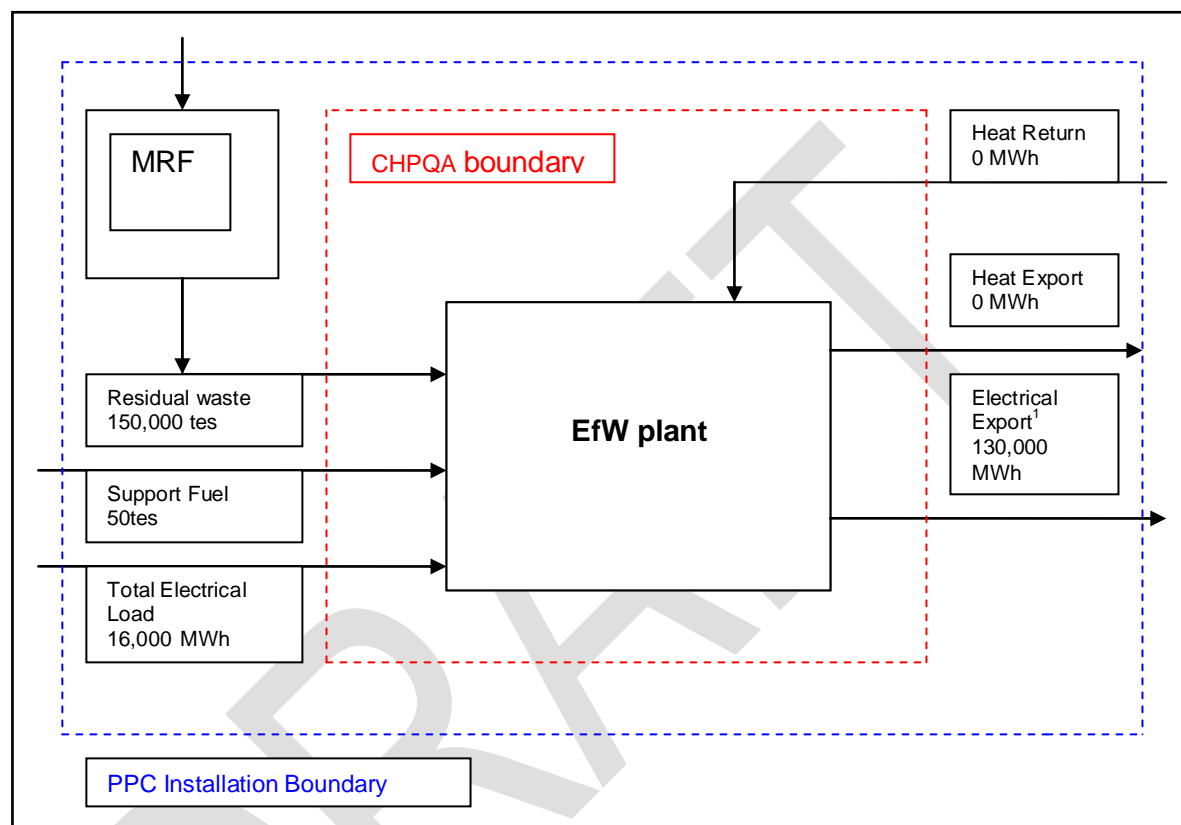 MRF
CHPQA boundary
Heat Return
0 MWh
Heat Export
0 MWh
Residual waste
150,000 tes
EfW plant
Electrical
Export¹
130,000
MWh
Support Fuel
50tes
Total Electrical
Load
16,000 MWh
PPC Installation Boundary
DRAFT